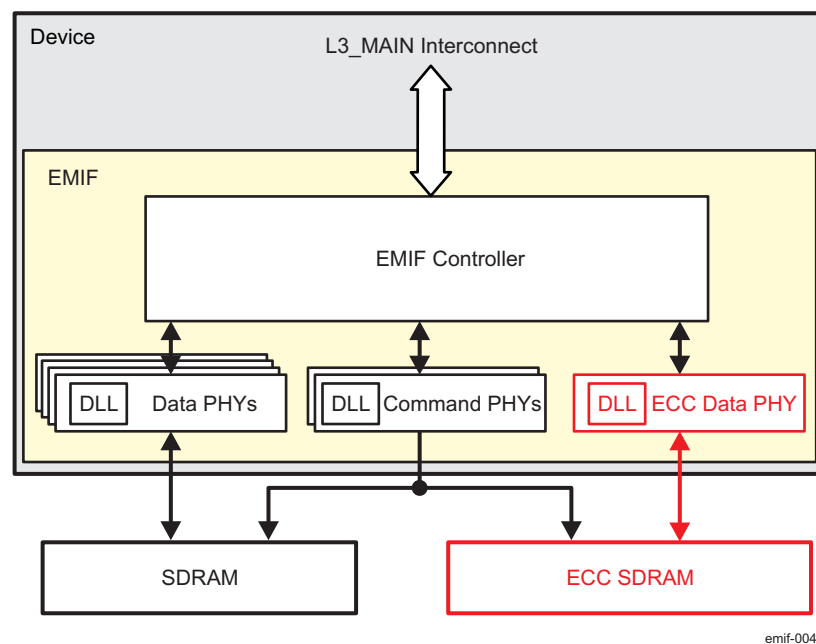 Device
L3_MAIN Interconnect
EMIF
EMIF Controller
DLL Data PHYs
DLL Command PHYs
DLL ECC Data PHY
SDRAM
ECC SDRAM
emif-004